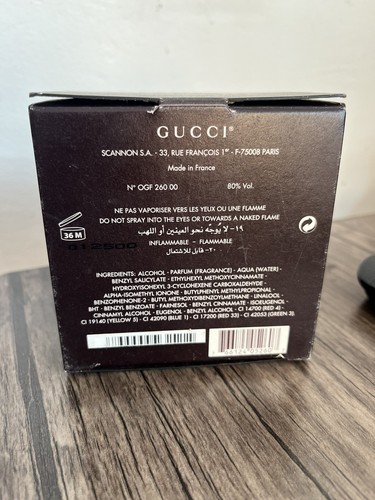 GUCCI®
SCANNON S.A. - 33, RUE FRANÇOIS 1er - F-75008 PARIS
Made in France
N° OGF 260 00 80% Vol.
NE PAS VAPORISER VERS LES YEUX OU UNE FLAMME
DO NOT SPRAY INTO THE EYES OR TOWARDS A NAKED FLAME
١٩- لا يُوجّه نحو العينين أو اللهب
36 M
INFLAMMABLE - FLAMMABLE
٢٠- قابل للاشتعال
INGREDIENTS: ALCOHOL - PARFUM (FRAGRANCE) - AQUA (WATER) -
BENZYL SALICYLATE - ETHYLHEXYL METHOXYCINNAMATE -
HYDROXYISOHEXYL 3-CYCLOHEXENE CARBOXALDEHYDE -
ALPHA-ISOMETHYL IONONE - BUTYLPHENYL METHYLPROPIONAL -
BENZOPHENONE-2 - BUTYL METHOXYDIBENZOYLMETHANE - LINALOOL -
BHT - BENZYL BENZOATE - FARNESOL - BENZYL CINNAMATE - ISOEUGENOL -
CINNAMYL ALCOHOL - EUGENOL - BENZYL ALCOHOL - CI 14700 (RED 4) -
CI 19140 (YELLOW 5) - CI 42090 (BLUE 1) - CI 17200 (RED 33) - CI 42053 (GREEN 3).